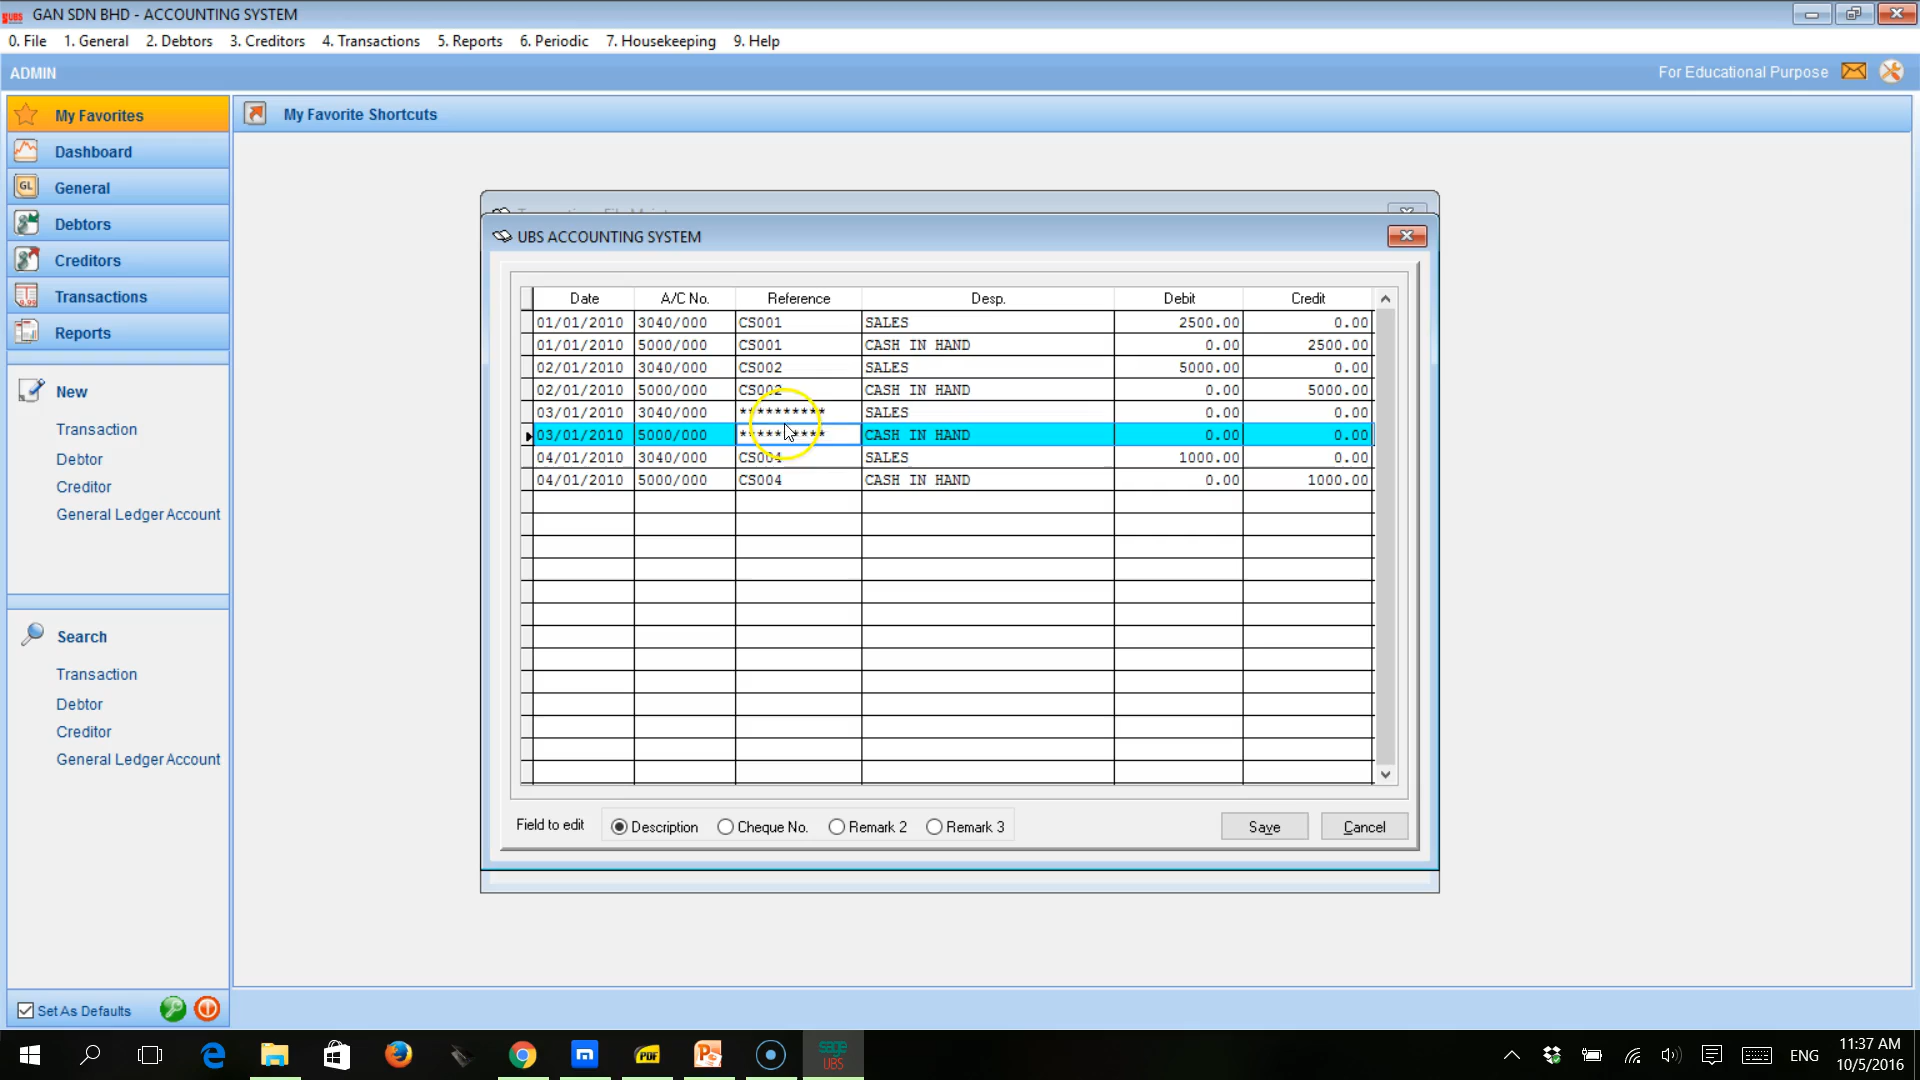 UBS GAN SDN BHD - ACCOUNTING SYSTEM
0. File 1. General 2. Debtors 3. Creditors 4. Transactions 5. Reports 6. Periodic 7. Housekeeping 9. Help
ADMIN For Educational Purpose
My Favorites
My Favorite Shortcuts
Dashboard
GL General
Debtors
Creditors
Transactions
Reports
New
Transaction
Debtor
Creditor
General Ledger Account
Search
Transaction
Debtor
Creditor
General Ledger Account
Set As Defaults
UBS ACCOUNTING SYSTEM
Date A/C No. Reference Desp. Debit Credit
01/01/2010 3040/000 CS001 SALES 2500.00 0.00
01/01/2010 5000/000 CS001 CASH IN HAND 0.00 2500.00
02/01/2010 3040/000 CS002 SALES 5000.00 0.00
02/01/2010 5000/000 CS002 CASH IN HAND 0.00 5000.00
03/01/2010 3040/000 ********** SALES 0.00 0.00
03/01/2010 5000/000 ********** CASH IN HAND 0.00 0.00
04/01/2010 3040/000 CS004 SALES 1000.00 0.00
04/01/2010 5000/000 CS004 CASH IN HAND 0.00 1000.00
Field to edit Description Cheque No. Remark 2 Remark 3 Save Cancel
PDF
sage
UBS
ENG
11:37 AM
10/5/2016